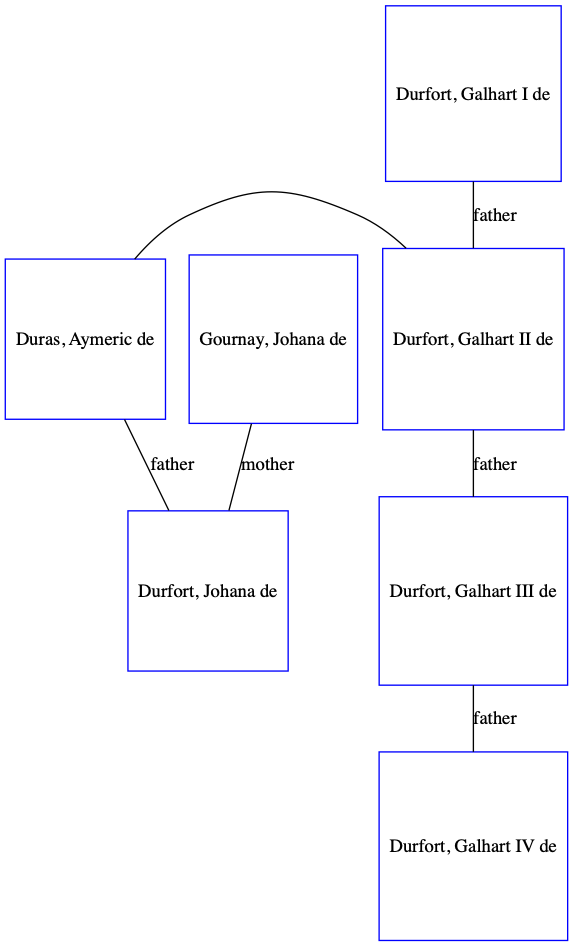 Durfort, Galhart I de
father
Duras, Aymeric de
Gournay, Johana de
Durfort, Galhart II de
father
mother
father
Durfort, Johana de
Durfort, Galhart III de
father
Durfort, Galhart IV de